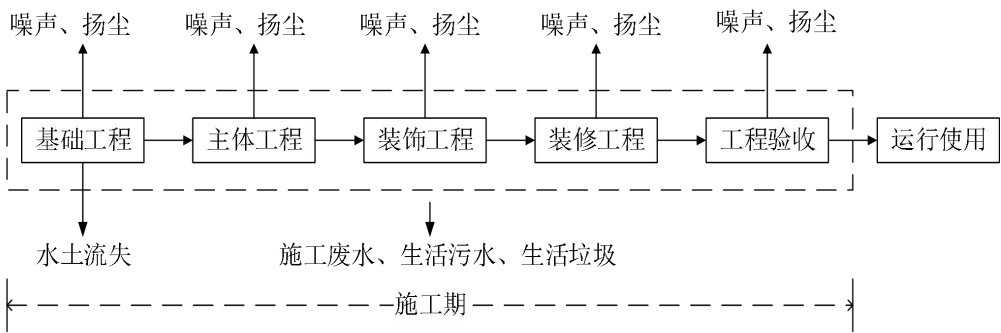 噪声、扬尘
噪声、扬尘
噪声、扬尘
噪声、扬尘
噪声、扬尘
基础工程
主体工程
装饰工程
装修工程
工程验收
运行使用
水土流失
施工废水、生活污水、生活垃圾
施工期